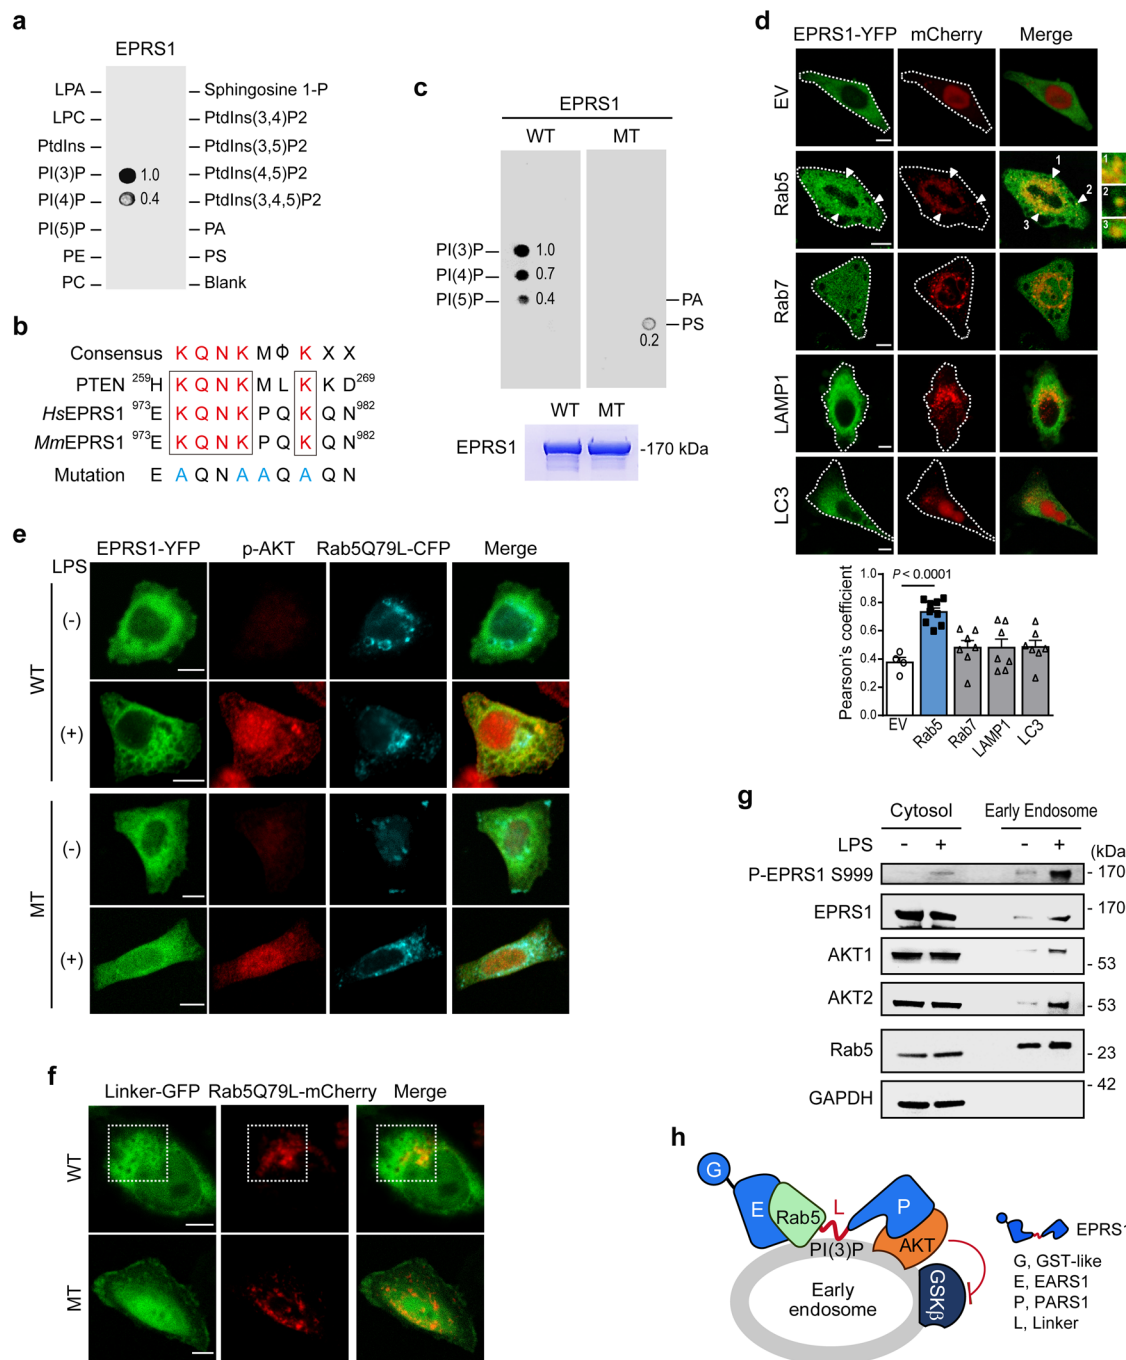 a
EPRS1
LPA
LPC
PtdIns
PI(3)P
PI(4)P
PI(5)P
PE
PC
1.0
0.4
Sphingosine 1-P
PtdIns(3,4)P2
PtdIns(3,5)P2
PtdIns(4,5)P2
PtdIns(3,4,5)P2
PA
PS
Blank
b
Consensus K Q N K M Φ K X X
PTEN 259H K Q N K M L K K D269
HsEPRS1 973E K Q N K P Q K Q N982
MmEPRS1 973E K Q N K P Q K Q N982
Mutation E A Q N A A Q A Q N
c
EPRS1
WT MT
PI(3)P 1.0
PI(4)P 0.7
PI(5)P 0.4
PA
PS
0.2
WT MT
EPRS1 -170 kDa
d
EPRS1-YFP mCherry Merge
EV
Rab5
1
2
3
1
2
3
Rab7
LAMP1
LC3
Pearson's coefficient
1.0
0.8
0.6
0.4
0.2
0.0
P < 0.0001
EV Rab5 Rab7 LAMP1 LC3
e
EPRS1-YFP p-AKT Rab5Q79L-CFP Merge
LPS
WT
(-)
(+)
MT
(-)
(+)
f
Linker-GFP Rab5Q79L-mCherry Merge
WT
MT
g
Cytosol Early Endosome
LPS - + - + (kDa
P-EPRS1 S999 - 170
EPRS1 - 170
AKT1 - 53
AKT2 - 53
Rab5 - 23
- 42
GAPDH
h
G
E
Rab5
L
P
PI(3)P
AKT
GSKβ
Early
endosome
EPRS1
G, GST-like
E, EARS1
P, PARS1
L, Linker